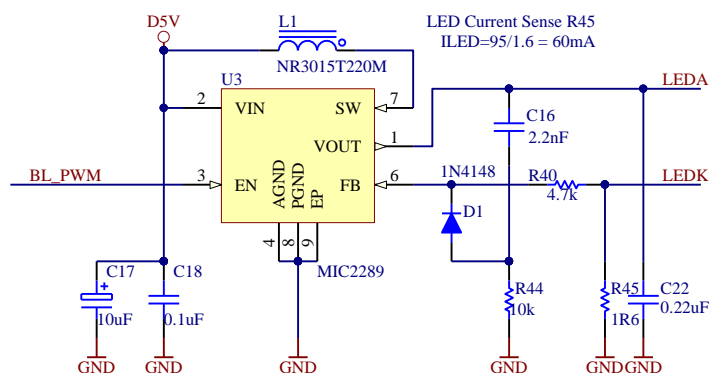 D5V
L1
LED Current Sense R45
ILED=95/1.6 = 60mA
NR3015T220M
U3
LEDA
2
VIN
SW
7
C16
2.2nF
VOUT
1
BL_PWM
3
EN
AGND
PGND
EP
FB
6
1N4148
R40
4.7k
LEDK
D1
4
8
9
MIC2289
C17
C18
10uF
0.1uF
R44
10k
R45
1R6
C22
0.22uF
GND
GND
GND
GND
GND
GND